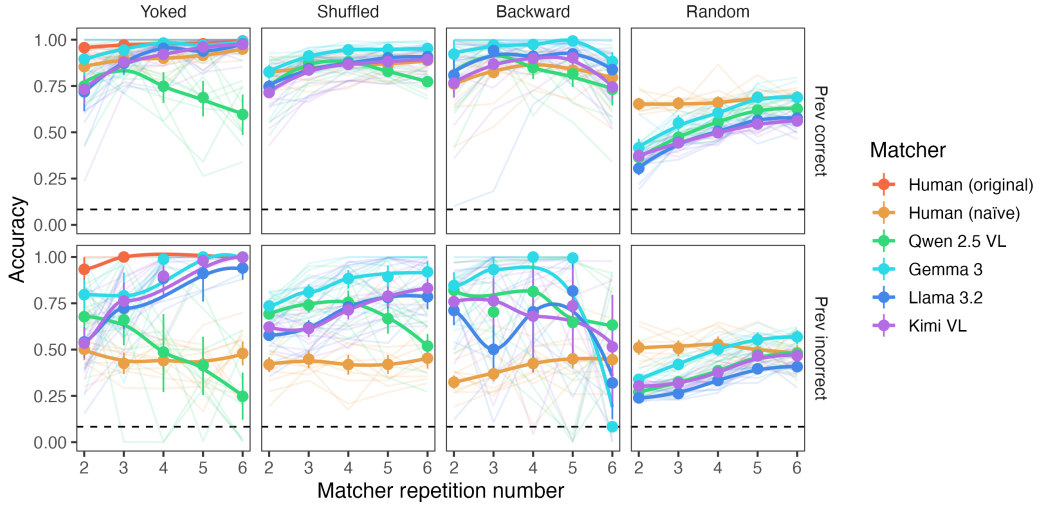 Yoked
Shuffled
Backward
Random
Accuracy
1.00
0.75
0.50
0.25
0.00
Prev correct
1.00
0.75
0.50
0.25
0.00
Prev incorrect
2 3 4 5 6
2 3 4 5 6
2 3 4 5 6
2 3 4 5 6
Matcher repetition number
Matcher
Human (original)
Human (naïve)
Qwen 2.5 VL
Gemma 3
Llama 3.2
Kimi VL